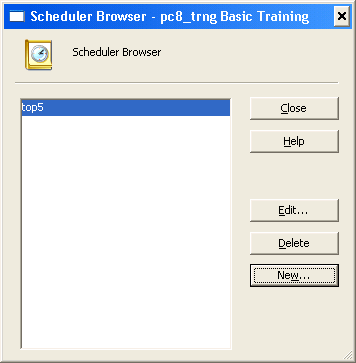 Scheduler Browser - pc8_trng Basic Training
Scheduler Browser
top5
Close
Help
Edit...
Delete
New...